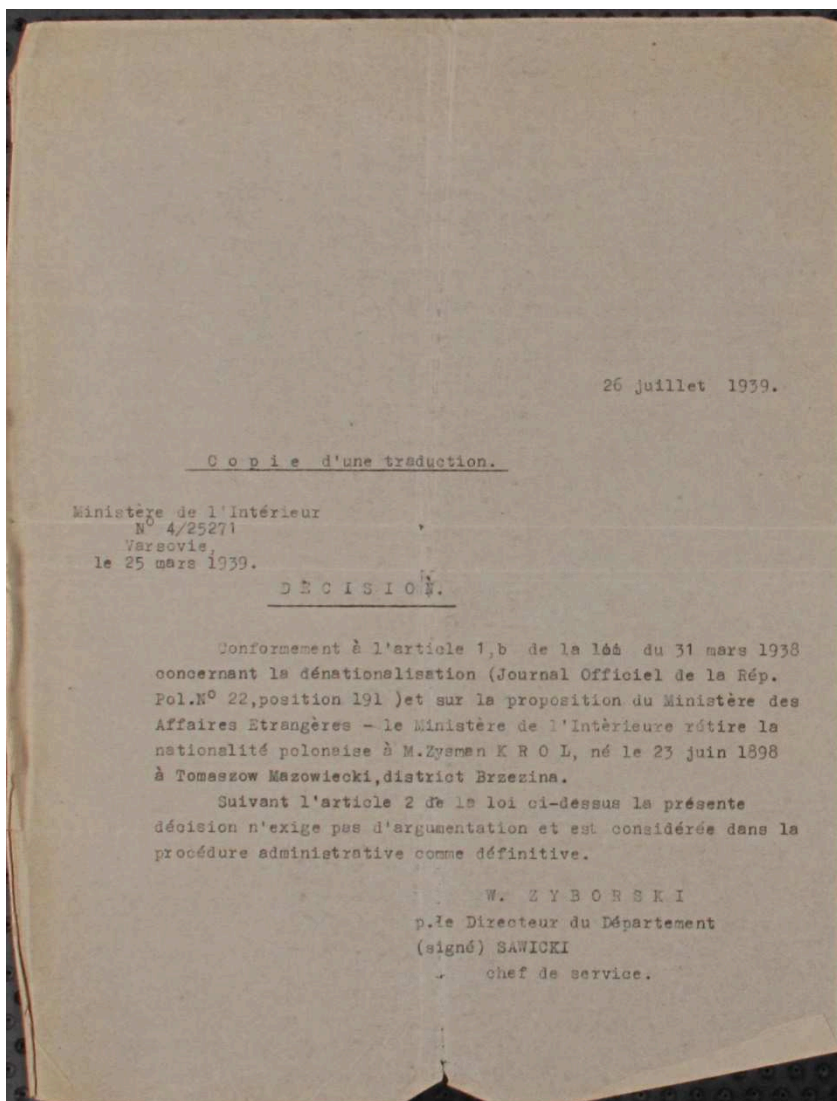 26 juillet 1939.
C o p i e d'une traduction.
Ministère de l'Intérieur
Nº 4/25271
Varsovie,
le 25 mars 1939.
D É C I S I O N.
Conformement à l'article 1,b de la du 31 mars 1938
concernant la dénationalisation (Journal Officiel de la Rép.
Pol.Nº 22,position 191 )et sur la proposition du Ministère des
Affaires Etrangères - le Ministère de l'Intèrieure rétire la
nationalité polonaise à M.Zysman K R O L, né le 23 juin 1898
à Tomaszow Mazowiecki,district Brzezina.
Suivant l'article 2 de la loi ci-dessus la présente
décision n'exige pas d'argumentation et est considérée dans la
procédure administrative comme définitive.
W. Z Y B O R S K I
p.le Directeur du Département
(signé) SAWICKI
chef de service.